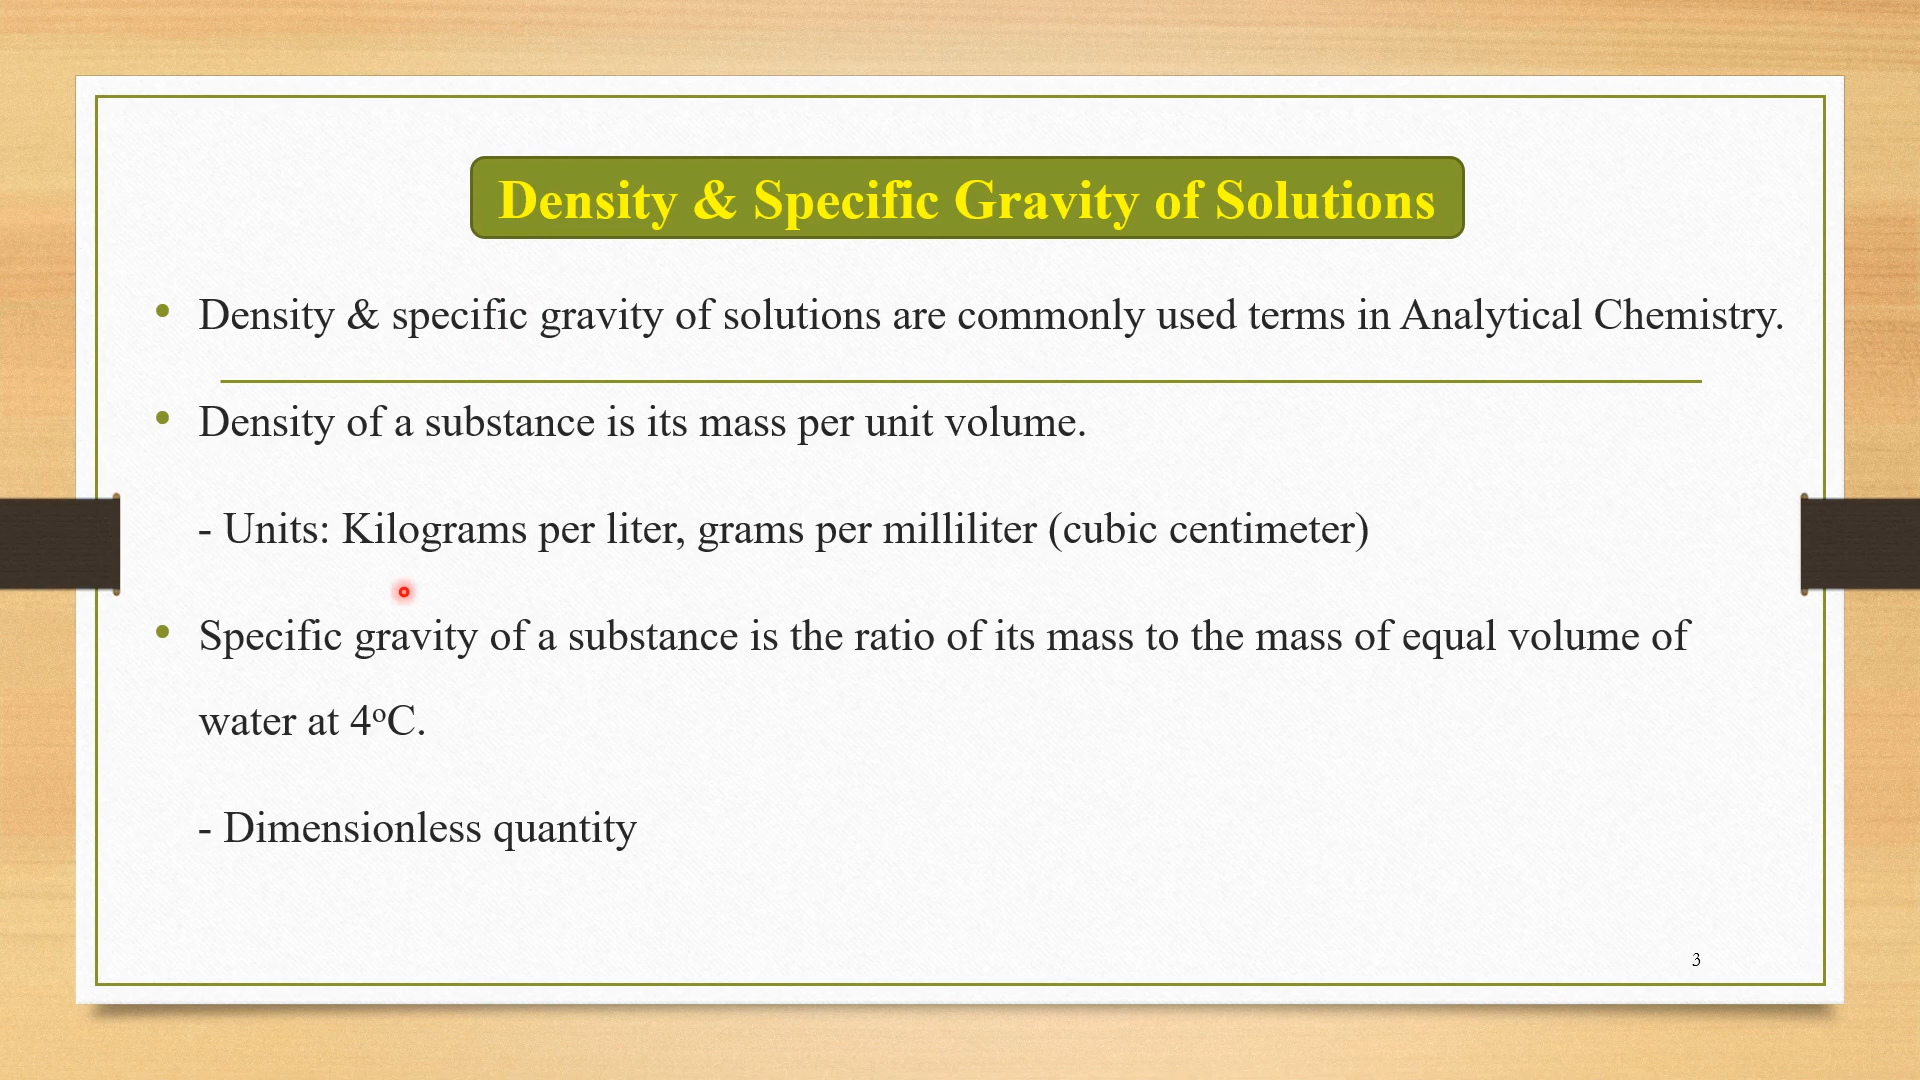 Density & Specific Gravity of Solutions
• Density & specific gravity of solutions are commonly used terms in Analytical Chemistry.
• Density of a substance is its mass per unit volume.
- Units: Kilograms per liter, grams per milliliter (cubic centimeter)
• Specific gravity of a substance is the ratio of its mass to the mass of equal volume of
water at 4ºC.
- Dimensionless quantity
3